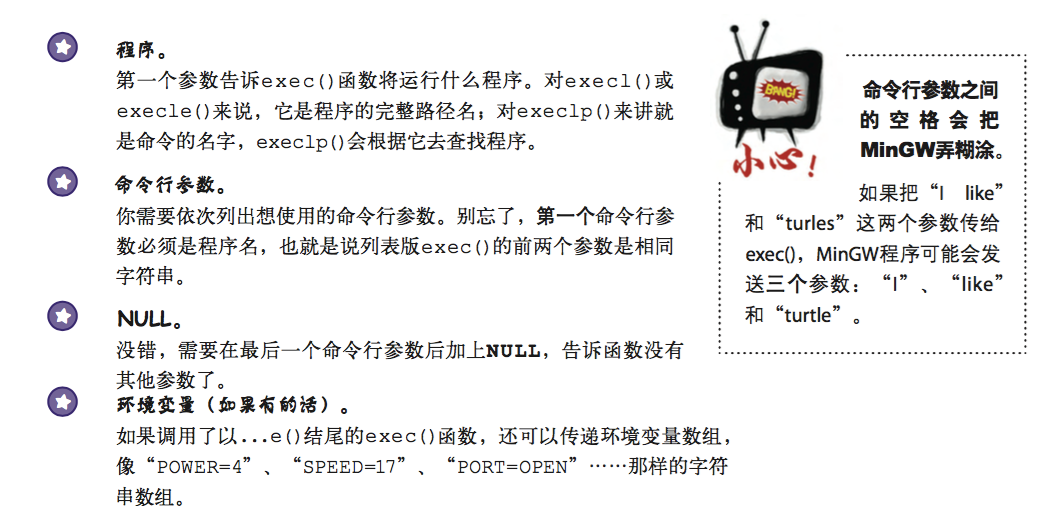 程序。
第一个参数告诉exec()函数将运行什么程序。对execl()或
execle()来说，它是程序的完整路径名；对execlp()来讲就
是命令的名字，execlp()会根据它去查找程序。
命令行参数。
你需要依次列出想使用的命令行参数。别忘了，第一个命令行参
数必须是程序名，也就是说列表版exec()的前两个参数是相同
字符串。
NULL。
没错，需要在最后一个命令行参数后加上NULL，告诉函数没有
其他参数了。
环境变量（如果有的话）。
如果调用了以...e()结尾的exec()函数，还可以传递环境变量数组，
像“POWER=4”、“SPEED=17”、“PORT=OPEN”……那样的字符
串数组。
BANG!
小心！
命令行参数之间
的空格会把
MinGW弄糊涂。
如果把“I like”
和“turles”这两个参数传给
exec()，MinGW程序可能会发
送三个参数：“I”、“like”
和“turtle”。